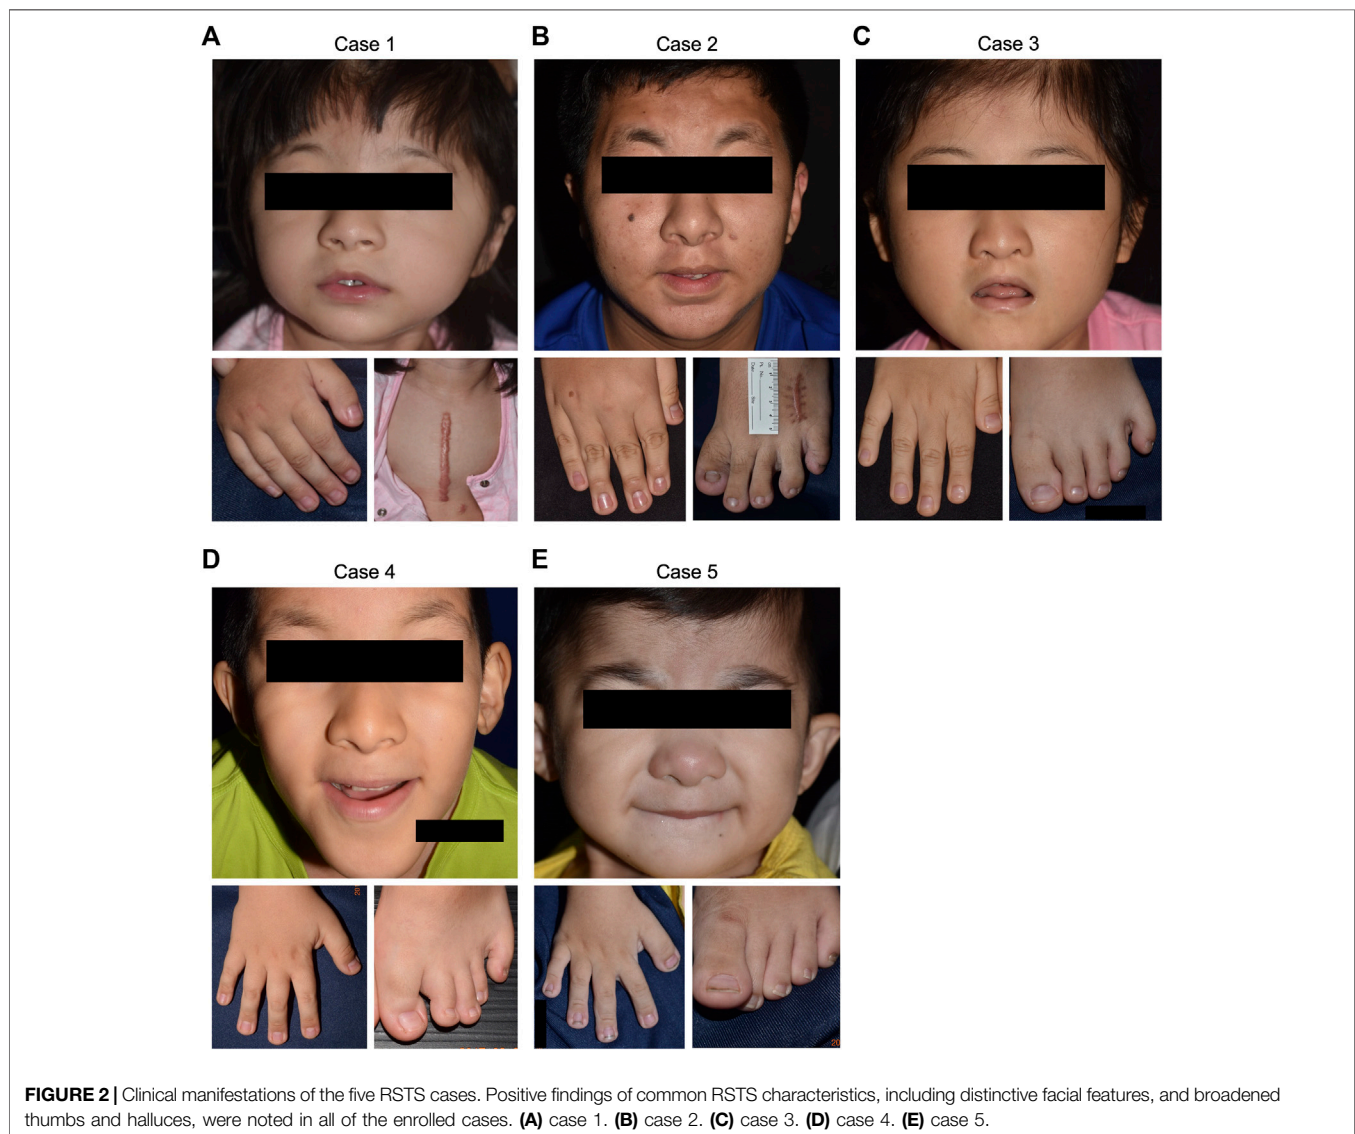 A
Case 1
B
Case 2
C
Case 3
D
Case 4
E
Case 5
FIGURE 2 | Clinical manifestations of the five RSTS cases. Positive findings of common RSTS characteristics, including distinctive facial features, and broadened
thumbs and halluces, were noted in all of the enrolled cases. (A) case 1. (B) case 2. (C) case 3. (D) case 4. (E) case 5.